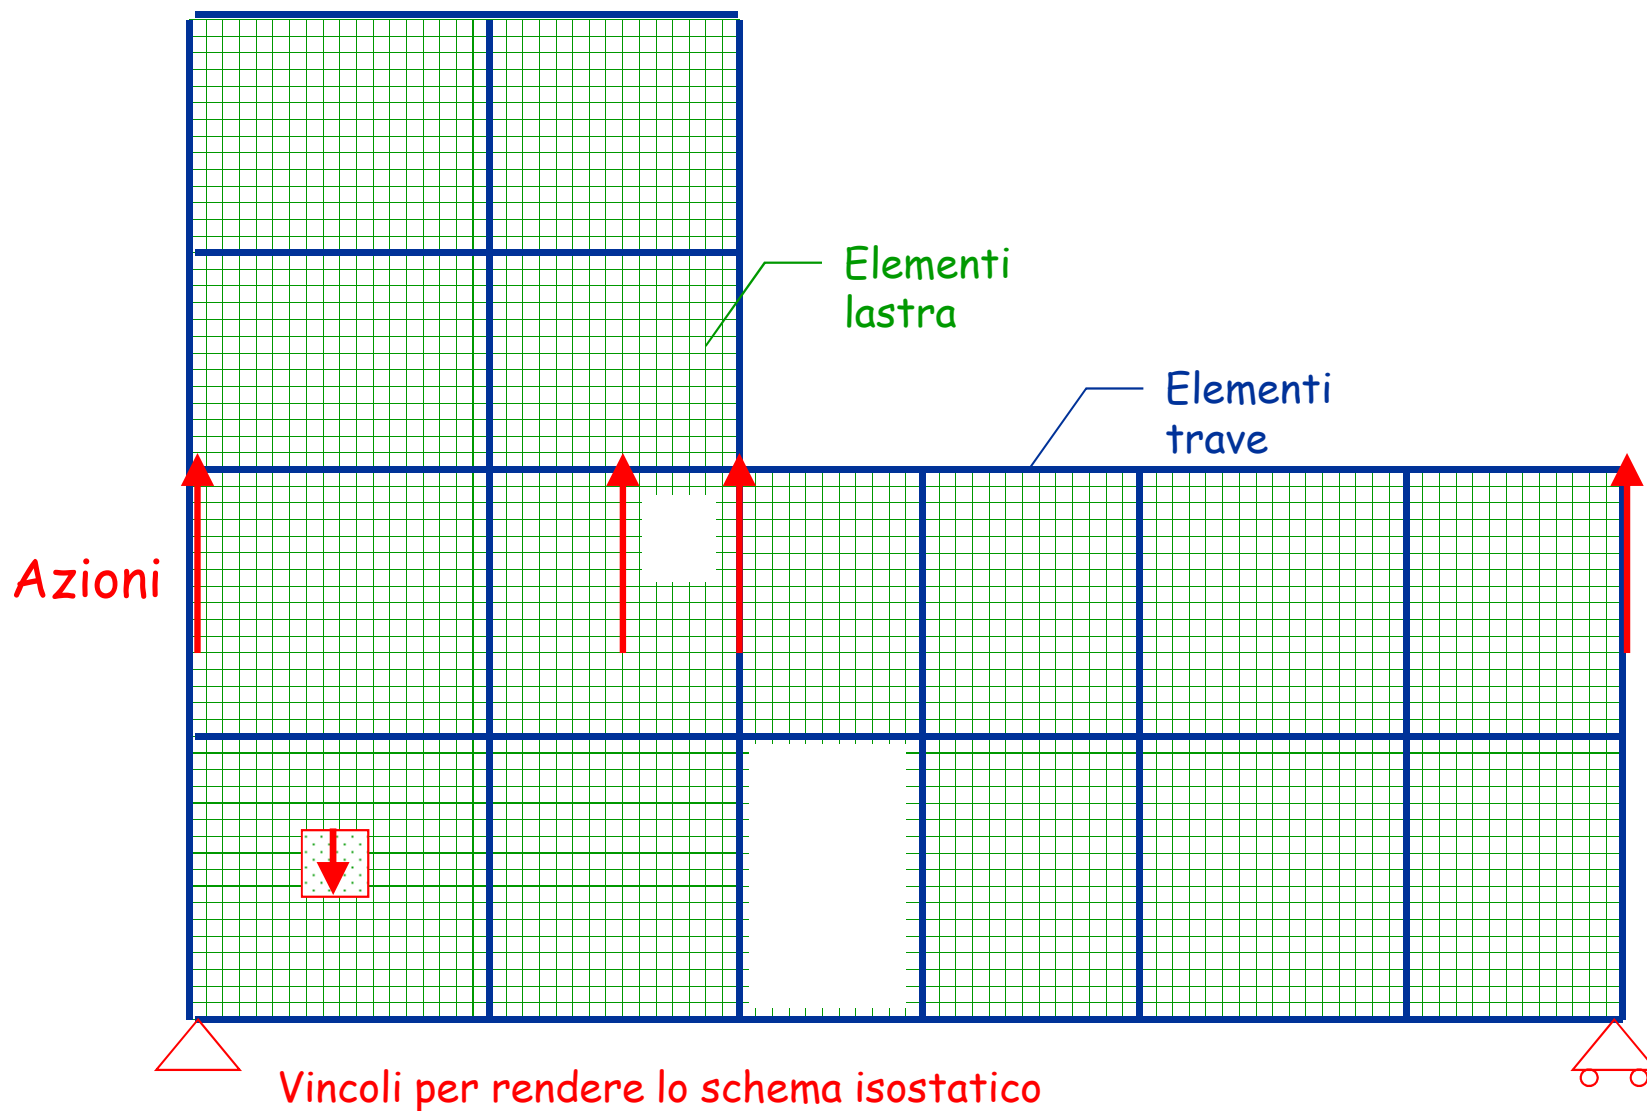 Elementi
lastra
Elementi
trave
Azioni
Vincoli per rendere lo schema isostatico